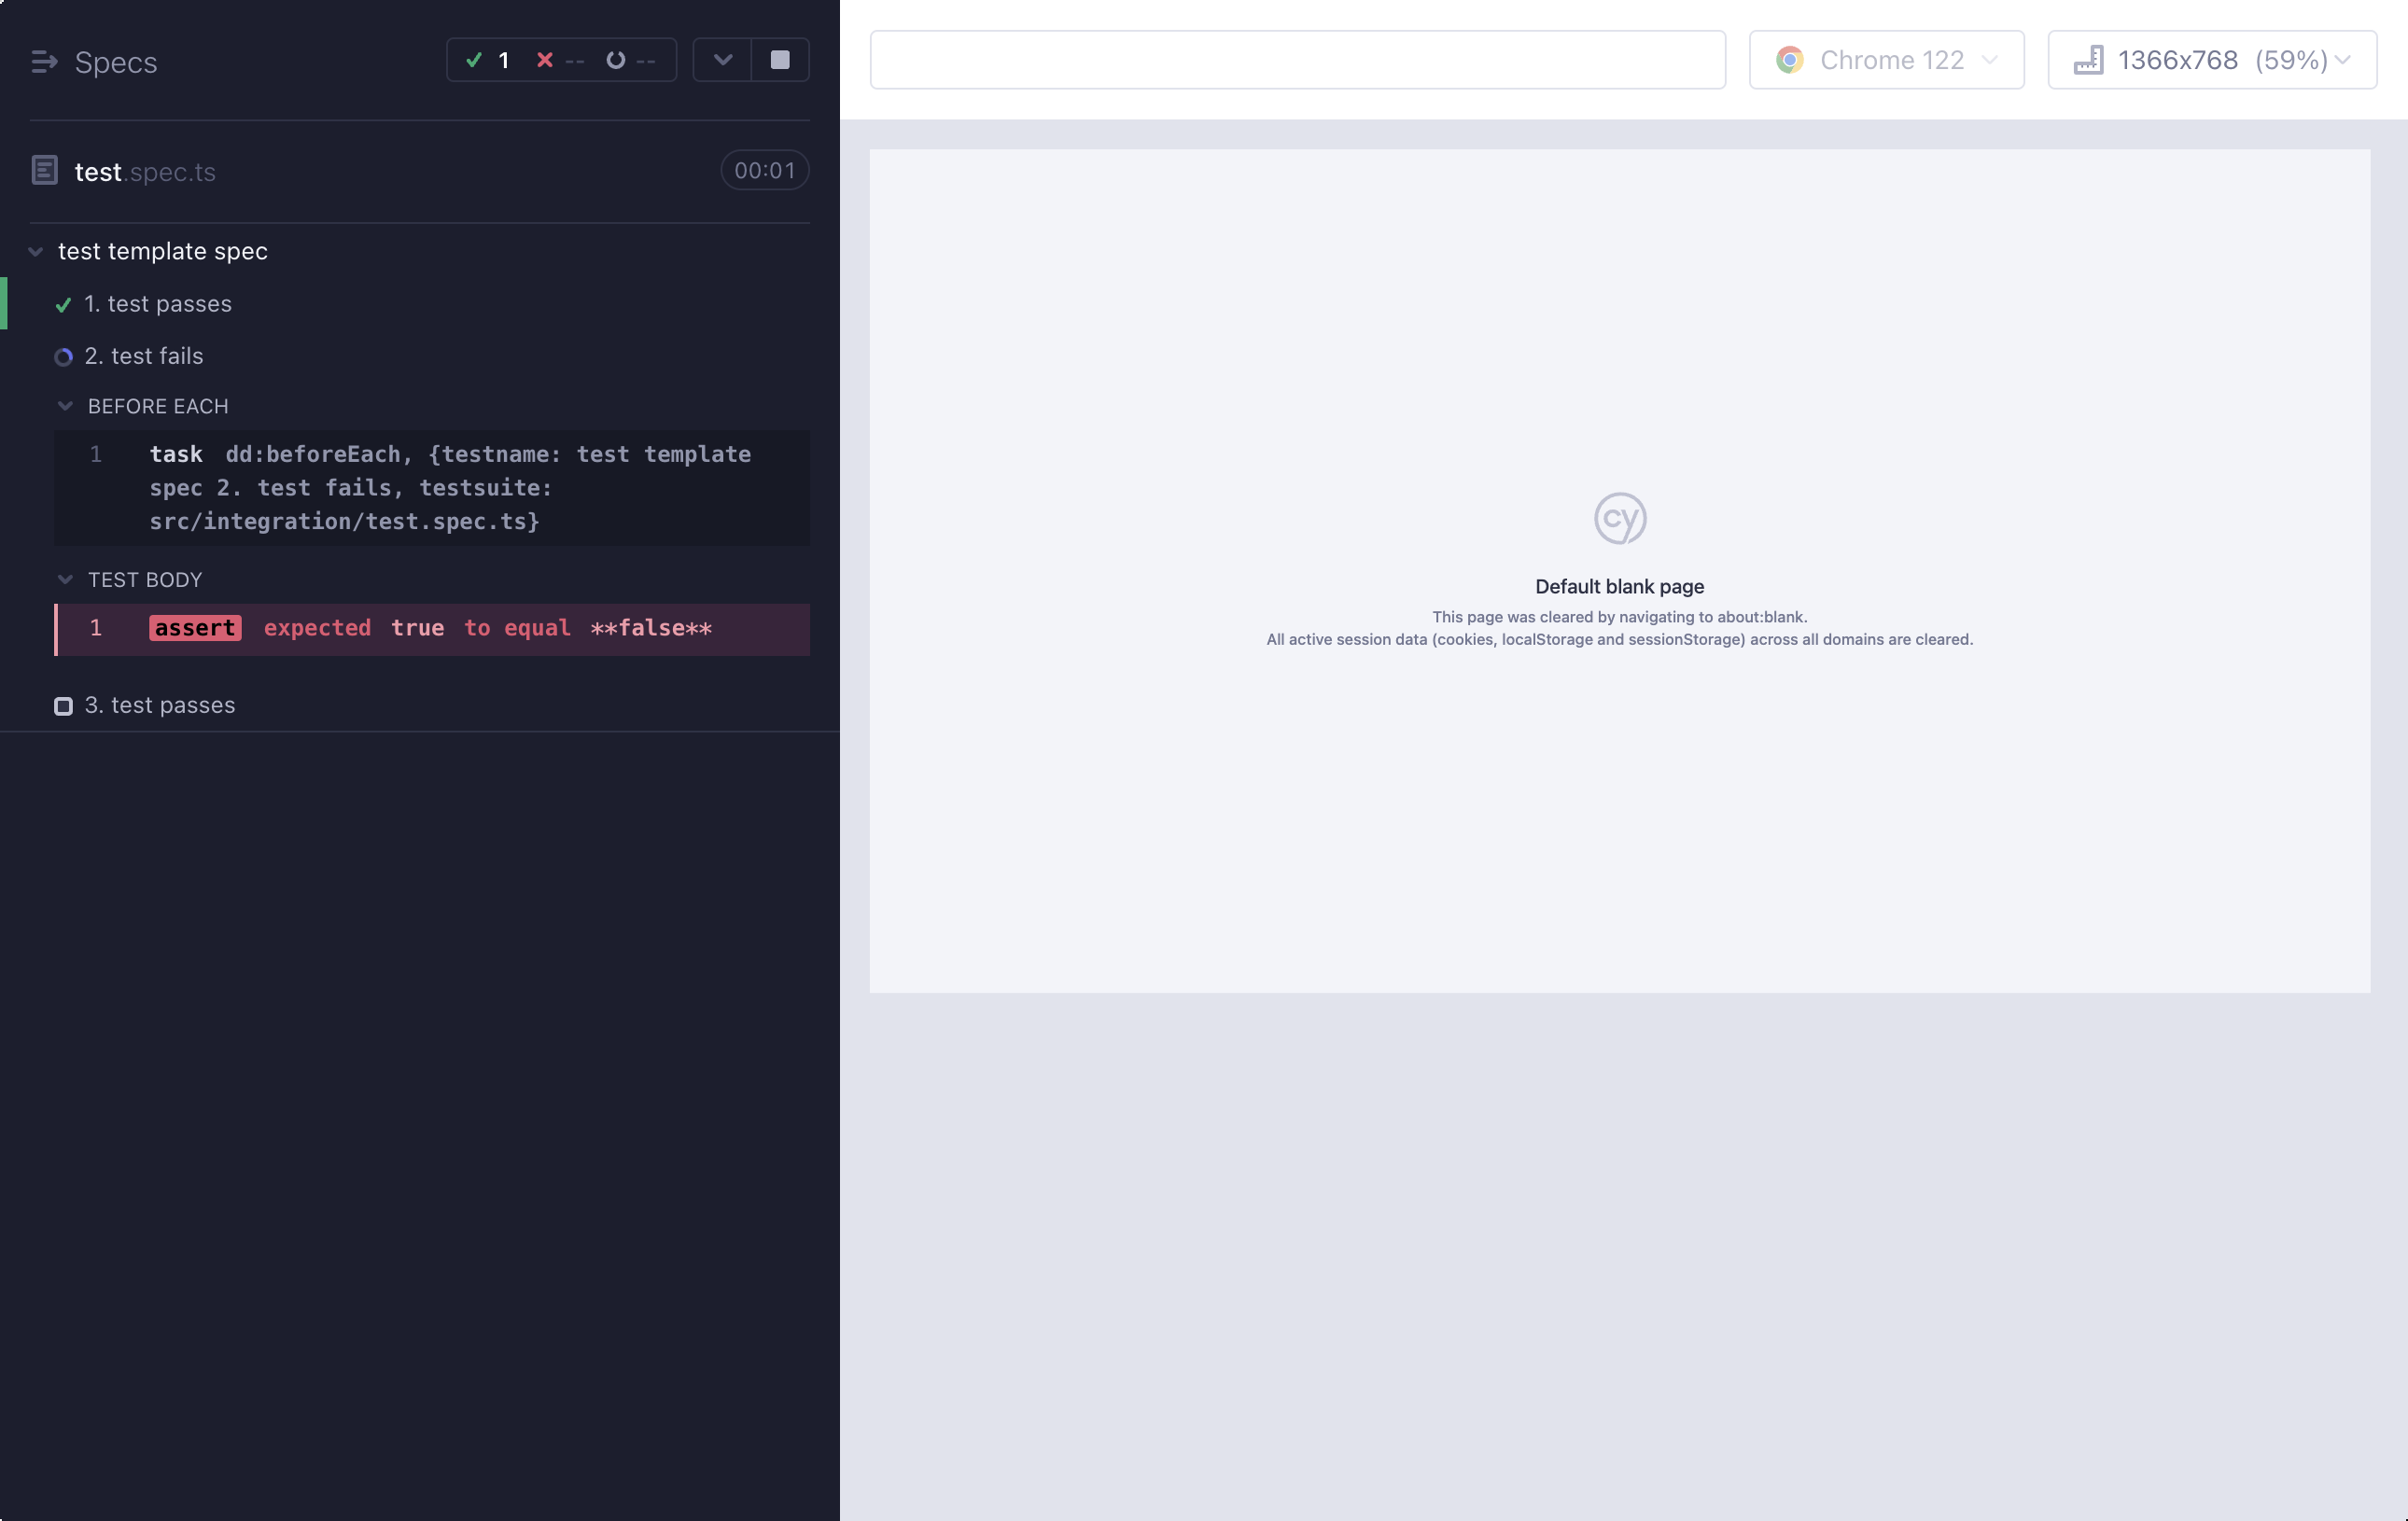 Specs
1 -- --
test.spec.ts 00:01
test template spec
1. test passes
2. test fails
BEFORE EACH
1 task dd:beforeEach, {testname: test template
spec 2. test fails, testsuite:
src/integration/test.spec.ts}
TEST BODY
1 assert expected true to equal **false**
3. test passes
Chrome 122
1366x768 (59%)
cy
Default blank page
This page was cleared by navigating to about:blank.
All active session data (cookies, localStorage and sessionStorage) across all domains are cleared.